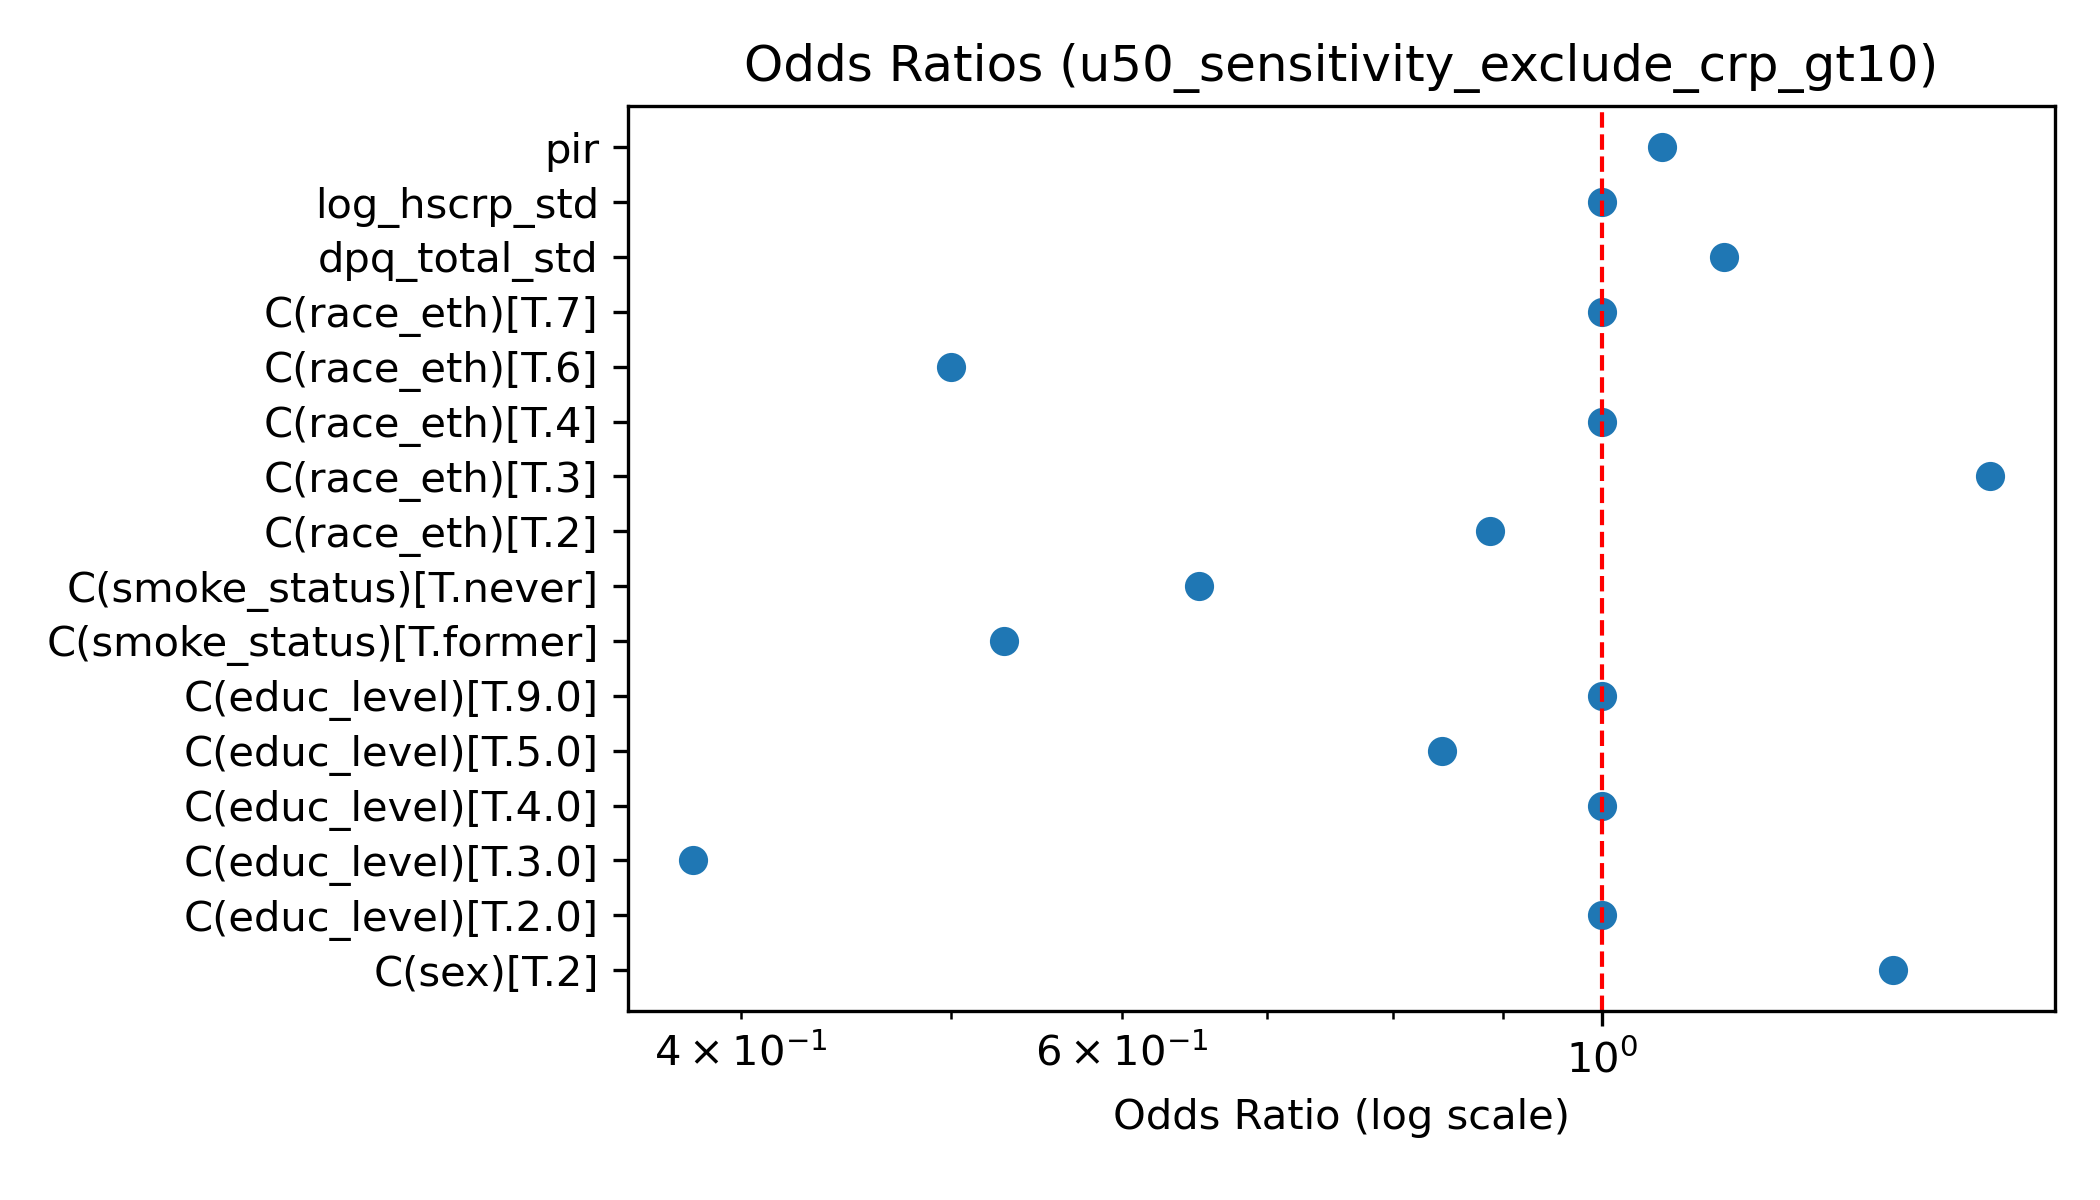 Odds Ratios (u50_sensitivity_exclude_crp_gt10)
pir
log_hscrp_std
dpq_total_std
C(race_eth)[T.7]
C(race_eth)[T.6]
C(race_eth)[T.4]
C(race_eth)[T.3]
C(race_eth)[T.2]
C(smoke_status)[T.never]
C(smoke_status)[T.former]
C(educ_level)[T.9.0]
C(educ_level)[T.5.0]
C(educ_level)[T.4.0]
C(educ_level)[T.3.0]
C(educ_level)[T.2.0]
C(sex)[T.2]
4 × 10⁻¹ 6 × 10⁻¹ 10⁰
Odds Ratio (log scale)